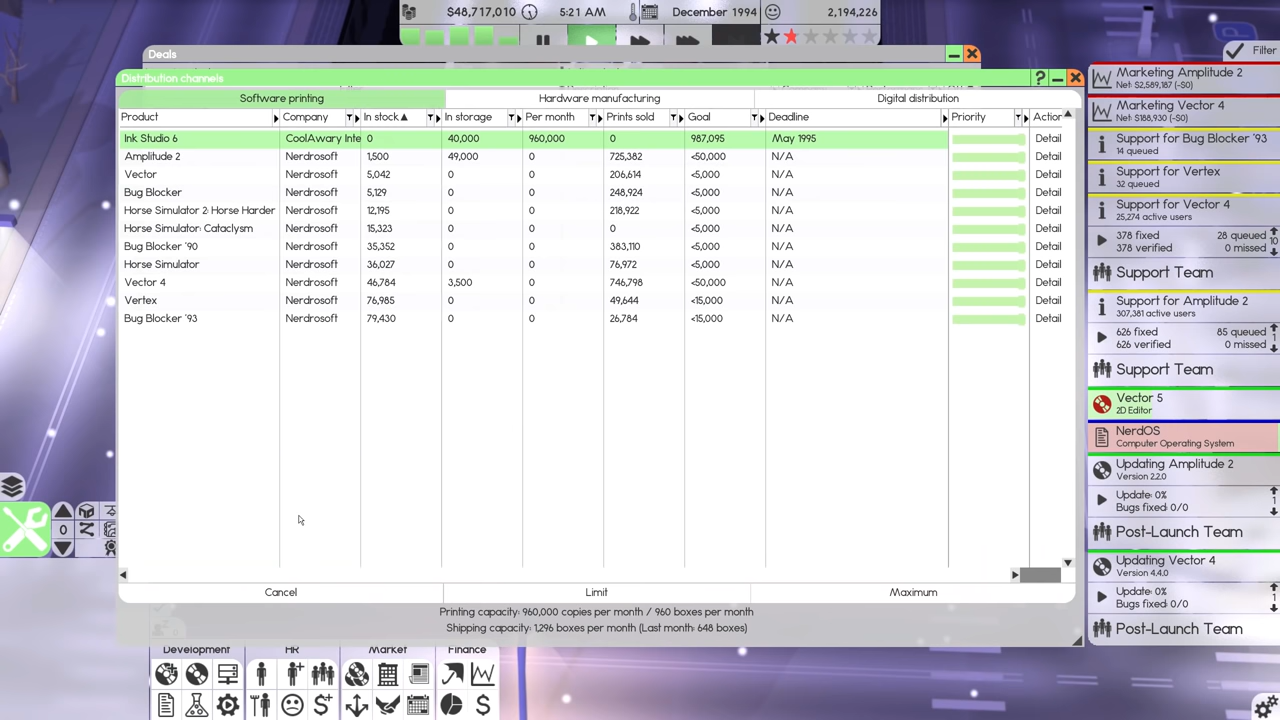 $48,717,010 5:21 AM December 1994 2,194,226
Deals
Filter
Distribution channels
Software printing Hardware manufacturing Digital distribution
Product Company In stock In storage Per month Prints sold Goal Deadline Priority Action
Ink Studio 6 CoolAwary Inte 0 40,000 960,000 0 987,095 May 1995
Amplitude 2 Nerdrosoft 1,500 49,000 0 725,382 <50,000 N/A Detail
Vector Nerdrosoft 5,042 0 0 206,614 <5,000 N/A Detail
Bug Blocker Nerdrosoft 5,129 0 0 248,924 <5,000 N/A Detail
Horse Simulator 2: Horse Harder Nerdrosoft 12,195 0 0 218,922 <5,000 N/A Detail
Horse Simulator: Cataclysm Nerdrosoft 15,323 0 0 0 <5,000 N/A Detail
Bug Blocker '90 Nerdrosoft 35,352 0 0 383,110 <5,000 N/A Detail
Horse Simulator Nerdrosoft 36,027 0 0 76,972 <5,000 N/A Detail
Vector 4 Nerdrosoft 46,784 3,500 0 746,798 <50,000 N/A Detail
Vertex Nerdrosoft 76,985 0 0 49,644 <15,000 N/A Detail
Bug Blocker '93 Nerdrosoft 79,430 0 0 26,784 <15,000 N/A Detail
Detail
Cancel Limit Maximum
Printing capacity: 960,000 copies per month / 960 boxes per month
Shipping capacity: 1,296 boxes per month (Last month: 648 boxes)
Marketing Amplitude 2
Net: $2,589,187 (-$0)
Marketing Vector 4
Net: $188,930 (-$0)
Support for Bug Blocker '93
14 queued
Support for Vertex
32 queued
Support for Vector 4
25,274 active users
378 fixed 28 queued
10
378 verified 0 missed
Support Team
Support for Amplitude 2
307,381 active users
626 fixed 85 queued
1
626 verified 0 missed
Support Team
Vector 5
2D Editor
NerdOS
Computer Operating System
Updating Amplitude 2
Version 2.2.0
Update: 0%
1
Bugs fixed: 0/0
Post-Launch Team
Updating Vector 4
Version 4.4.0
Update: 0%
1
Bugs fixed: 0/0
Post-Launch Team
0
Development HR Market Finance